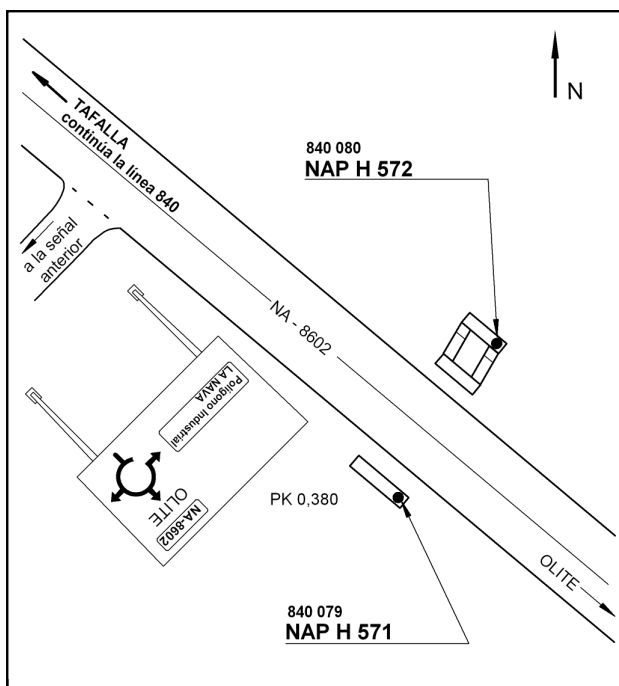 N
TAFALLA
continúa la línea 840
840 080
NAP H 572
a la señal
anterior
NA - 8602
Polígono Industrial
LA NAVA
OLITE
NA-8602
PK 0,380
OLITE
840 079
NAP H 571